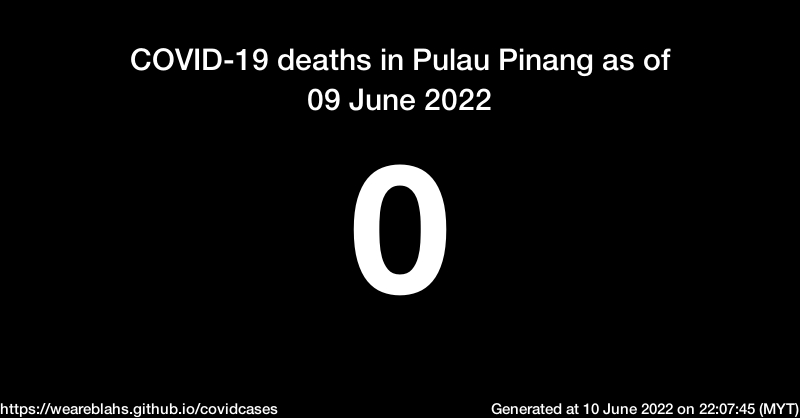 COVID-19 deaths in Pulau Pinang as of
09 June 2022
0
https://weareblahs.github.io/covidcases
Generated at 10 June 2022 on 22:07:45 (MYT)